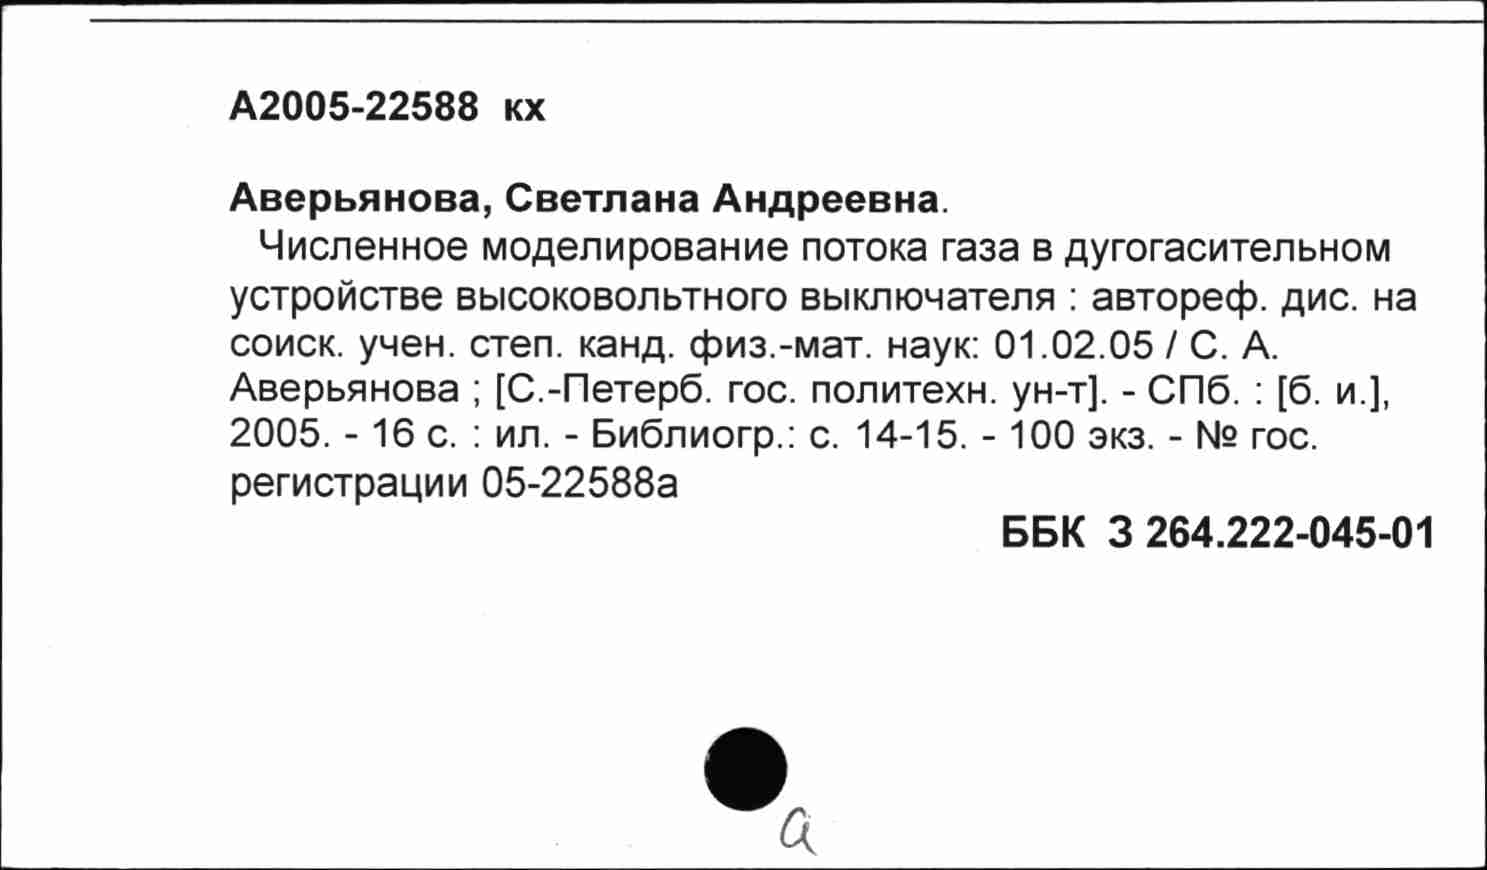 А2005-22588 кх
Аверьянова, Светлана Андреевна.
Численное моделирование потока газа в дугогасительном
устройстве высоковольтного выключателя : автореф. дис. на
соиск. учен. степ. канд. физ.-мат. наук: 01.02.05 / С. А.
Аверьянова ; [С.-Петерб. гос. политехн. ун-т]. - СПб. : [б. и.],
2005. - 16 с. : ил. - Библиогр.: с. 14-15. - 100 экз. - № гос.
регистрации 05-22588а
ББК З 264.222-045-01
а